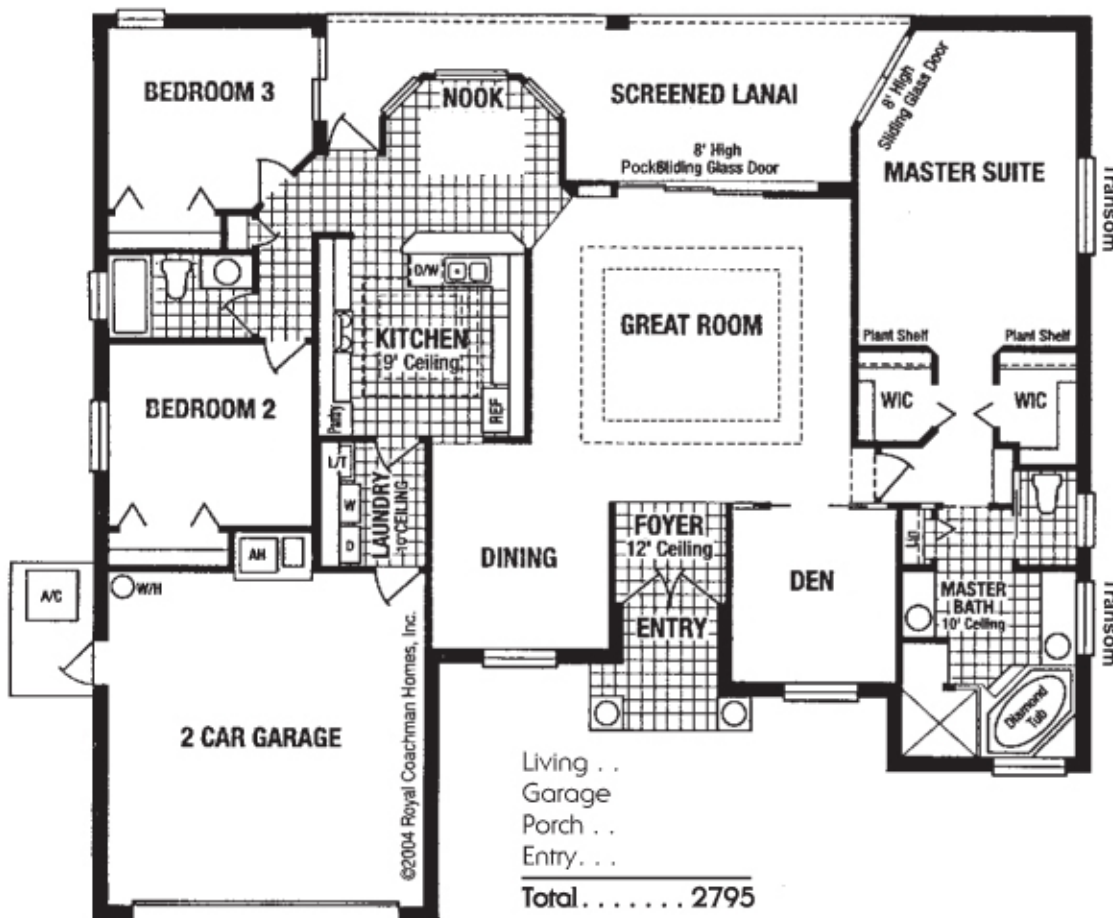 BEDROOM 3
NOOK
SCREENED LANAI
8' High
Sliding Glass Door
8' High
Pocket Sliding Glass Door
MASTER SUITE
Transom
O/W
KITCHEN
9' Ceiling
GREAT ROOM
Plant Shelf
Plant Shelf
WIC
WIC
BEDROOM 2
Pantry
REF
L/T
W
D
LAUNDRY
10' CEILING
AH
FOYER
12' Ceiling
DINING
DEN
LIN
A/C
W/H
ENTRY
MASTER
BATH
10' Ceiling
Transom
Diamond
Tub
2 CAR GARAGE
©2004 Royal Coachman Homes, Inc.
Living . .
Garage
Porch . .
Entry. . .
Total . . . . . . . 2795